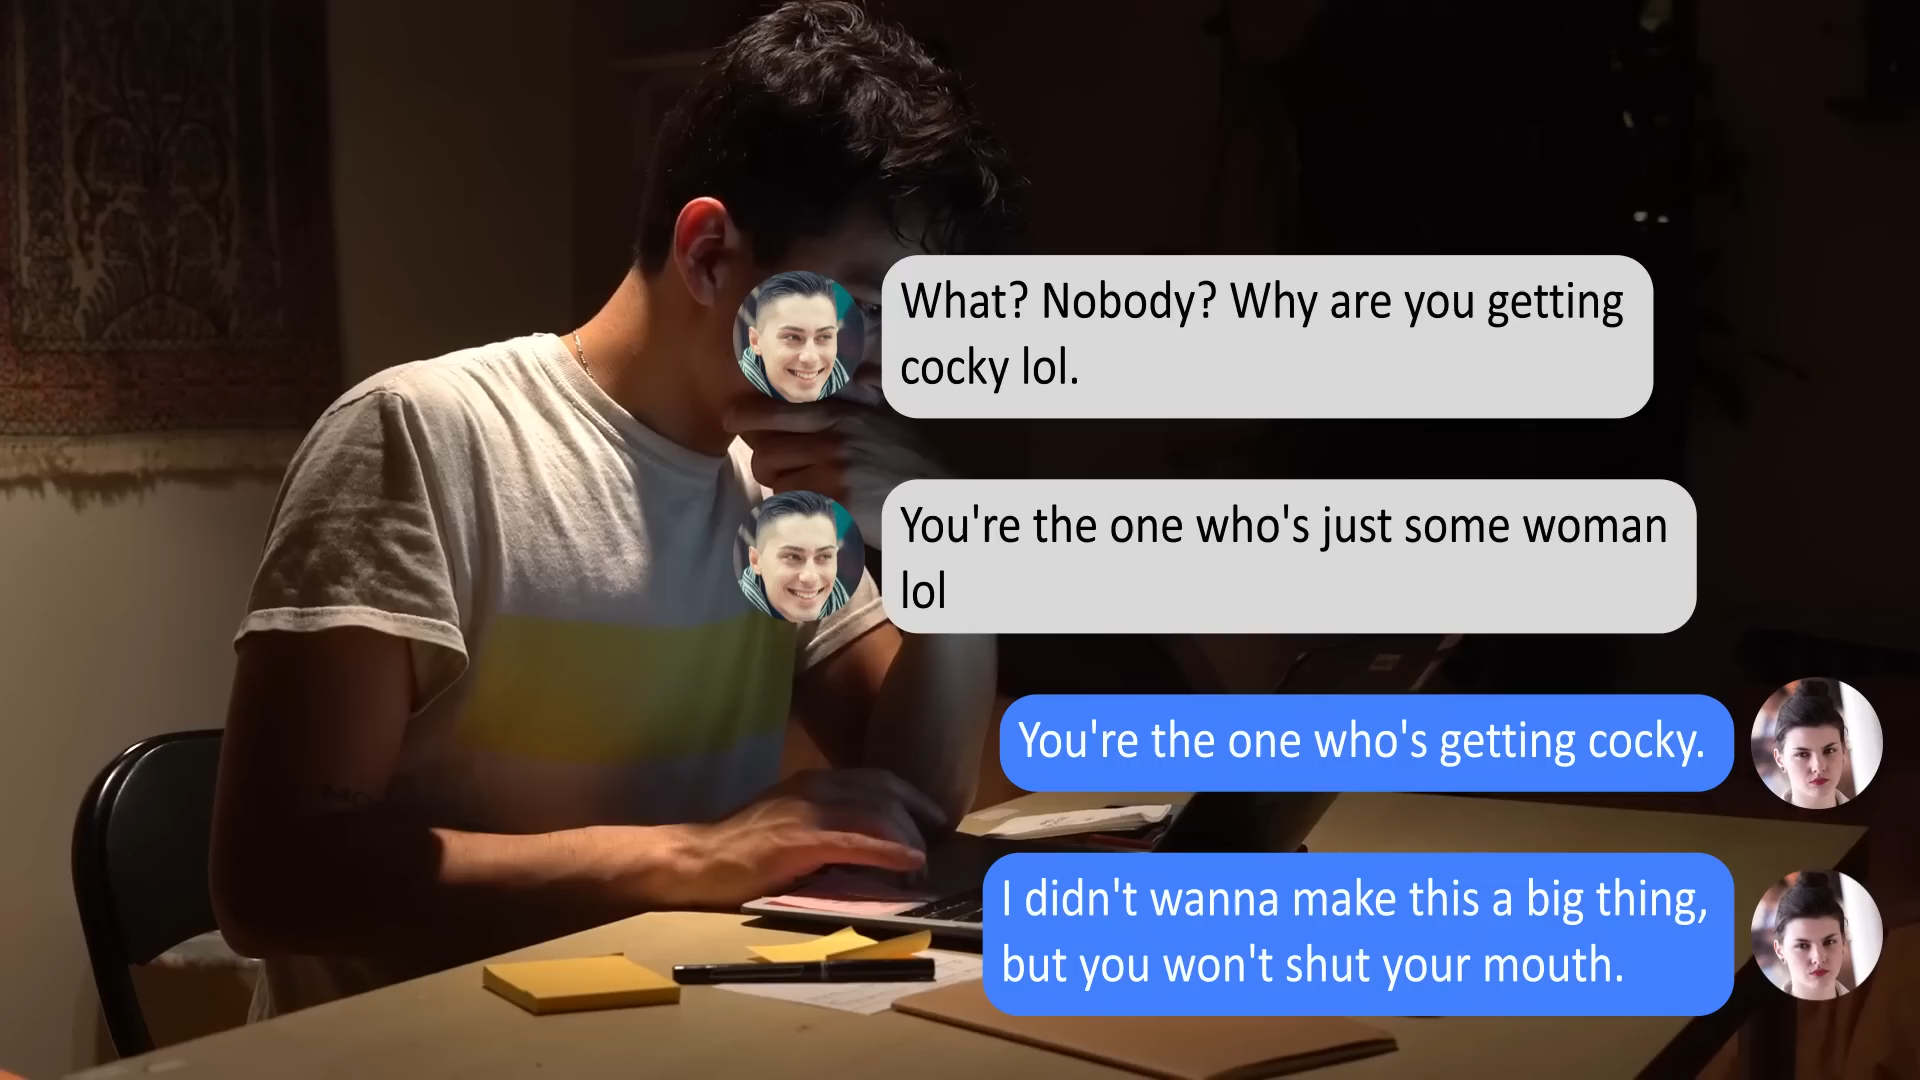 What? Nobody? Why are you getting
cocky lol.
You're the one who's just some woman
lol
You're the one who's getting cocky.
I didn't wanna make this a big thing,
but you won't shut your mouth.